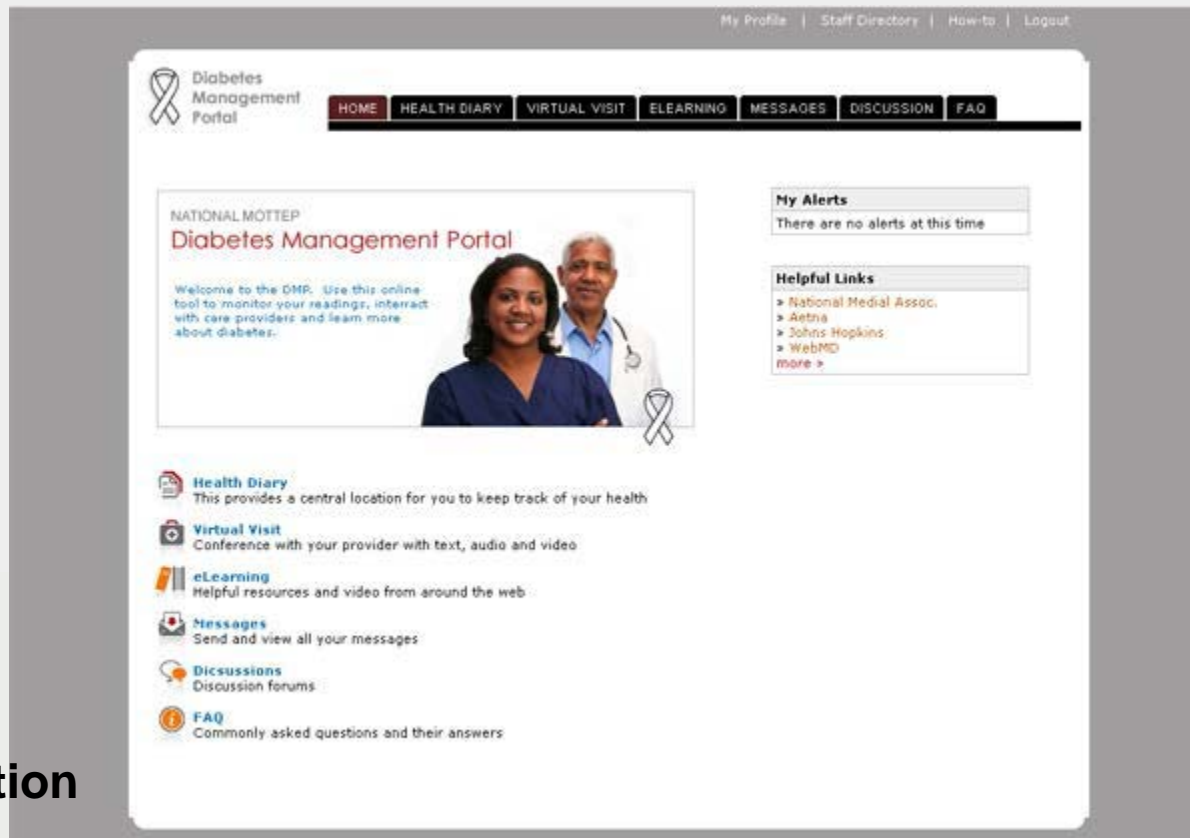 My Profile | Staff Directory | How-to | Logout
Diabetes
Management
Portal
HOME HEALTH DIARY VIRTUAL VISIT ELEARNING MESSAGES DISCUSSION FAQ
NATIONAL MOTTEP
Diabetes Management Portal
Welcome to the DMP. Use this online
tool to monitor your readings, interract
with care providers and learn more
about diabetes.
My Alerts
There are no alerts at this time
Helpful Links
» National Medial Assoc.
» Aetna
» Johns Hopkins
» WebMD
more »
Health Diary
This provides a central location for you to keep track of your health
Virtual Visit
Conference with your provider with text, audio and video
eLearning
Helpful resources and video from around the web
Messages
Send and view all your messages
Dicsussions
Discussion forums
FAQ
Commonly asked questions and their answers
tion